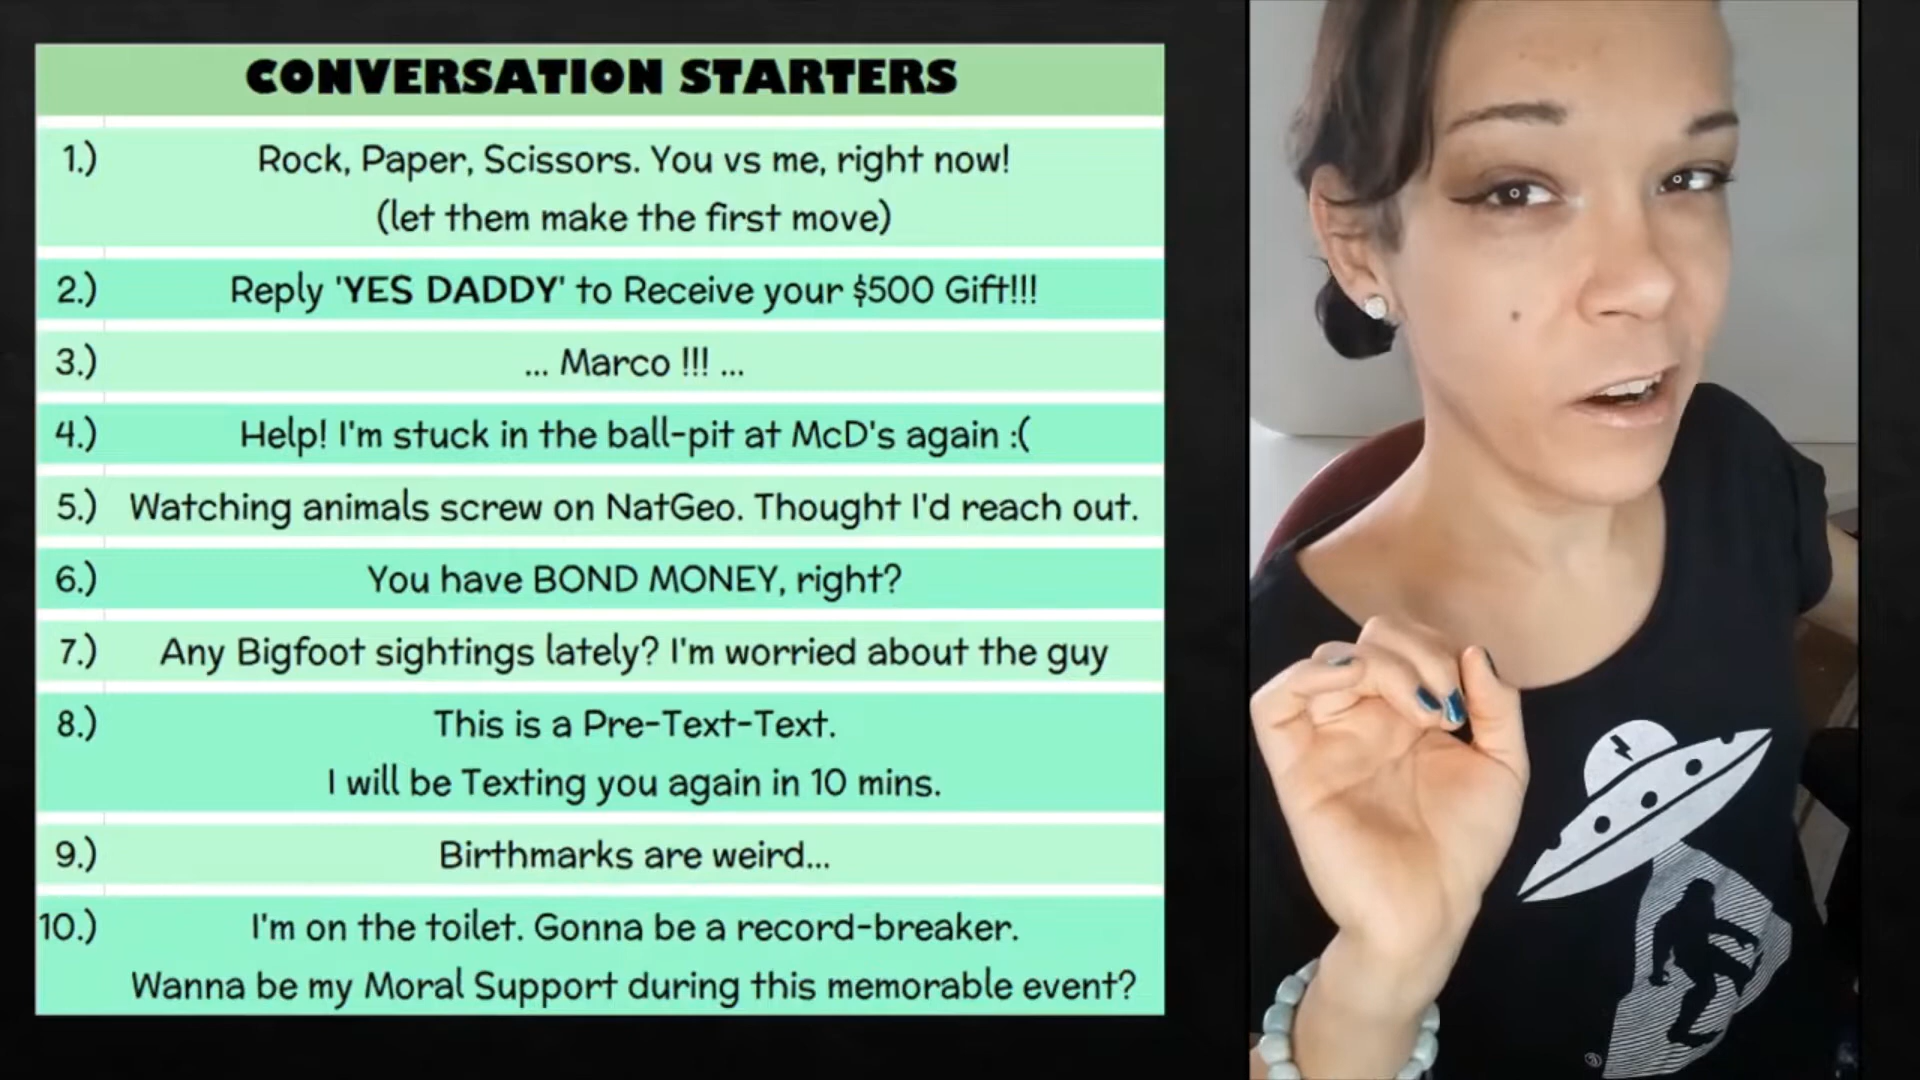 CONVERSATION STARTERS
1.) Rock, Paper, Scissors. You vs me, right now!
(let them make the first move)
2.) Reply 'YES DADDY' to Receive your $500 Gift!!!
3.) ... Marco !!! ...
4.) Help! I'm stuck in the ball-pit at McD's again :(
5.) Watching animals screw on NatGeo. Thought I'd reach out.
6.) You have BOND MONEY, right?
7.) Any Bigfoot sightings lately? I'm worried about the guy
8.) This is a Pre-Text-Text.
I will be Texting you again in 10 mins.
9.) Birthmarks are weird...
10.) I'm on the toilet. Gonna be a record-breaker.
Wanna be my Moral Support during this memorable event?